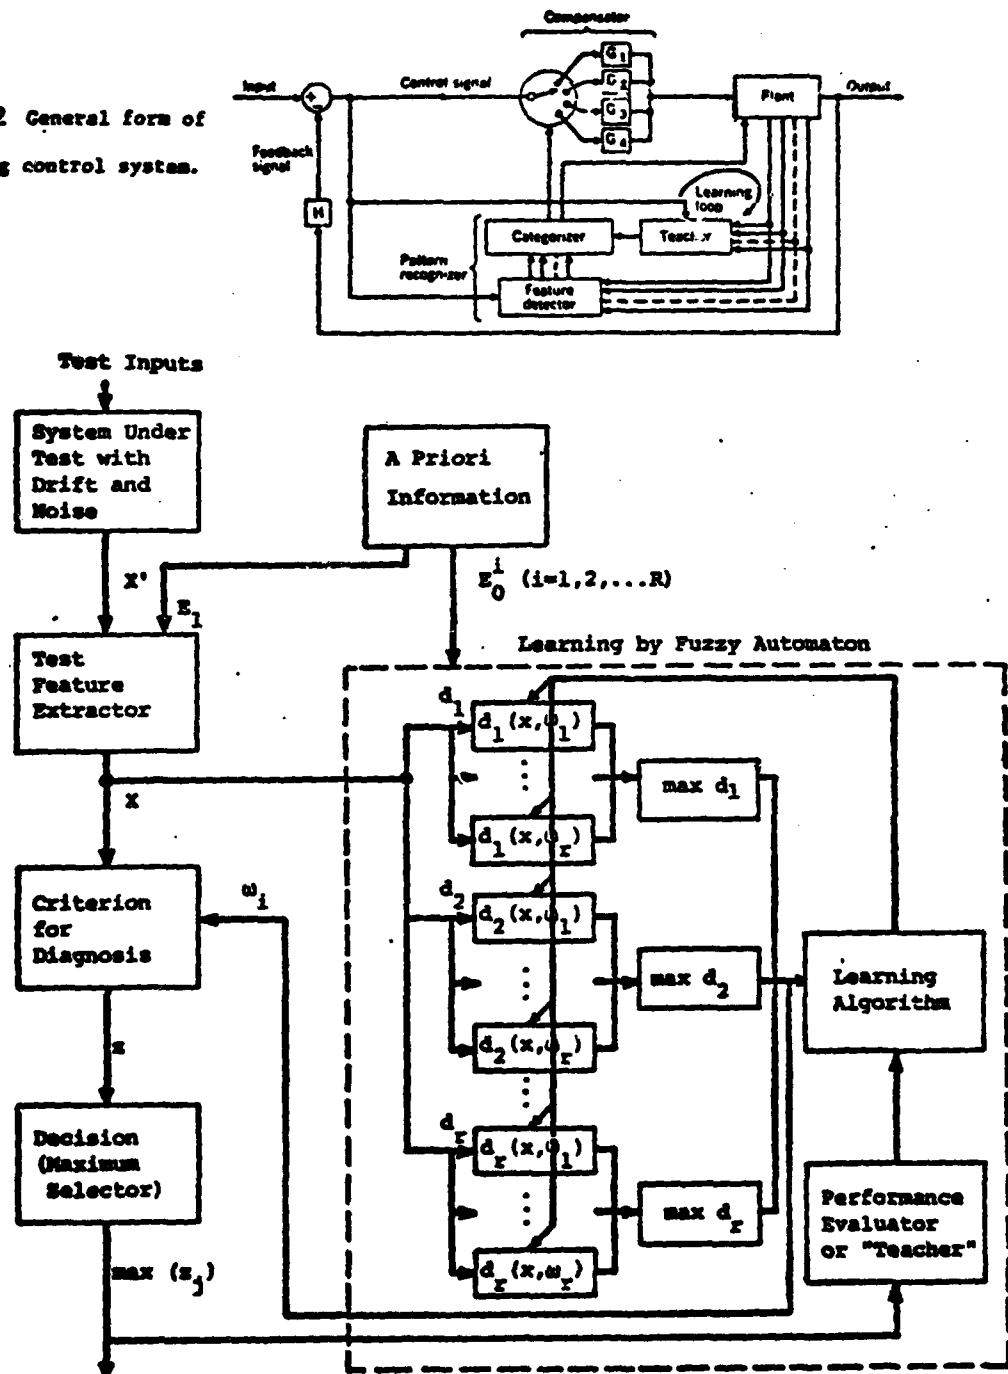 Compensator
G1
G2
G3
G4
Input
+
-
Control signal
Plant
Output
2 General form of
g control system.
Feedback
signal
H
Learning
loop
Categorizer
Teacher
Pattern
recognizer
Feature
detector
Test Inputs
System Under
Test with
Drift and
Noise
A Priori
Information
X'
E1
E0^i (i=1,2,...R)
Test
Feature
Extractor
Learning by Fuzzy Automaton
d1
d1(x,ω1)
d1(x,ωr)
max d1
X
d2
d2(x,ω1)
d2(x,ωr)
max d2
ωi
Criterion
for
Diagnosis
Learning
Algorithm
z
dr
dr(x,ω1)
dr(x,ωr)
max dr
Decision
(Maximum
Selector)
Performance
Evaluator
or "Teacher"
max (zj)